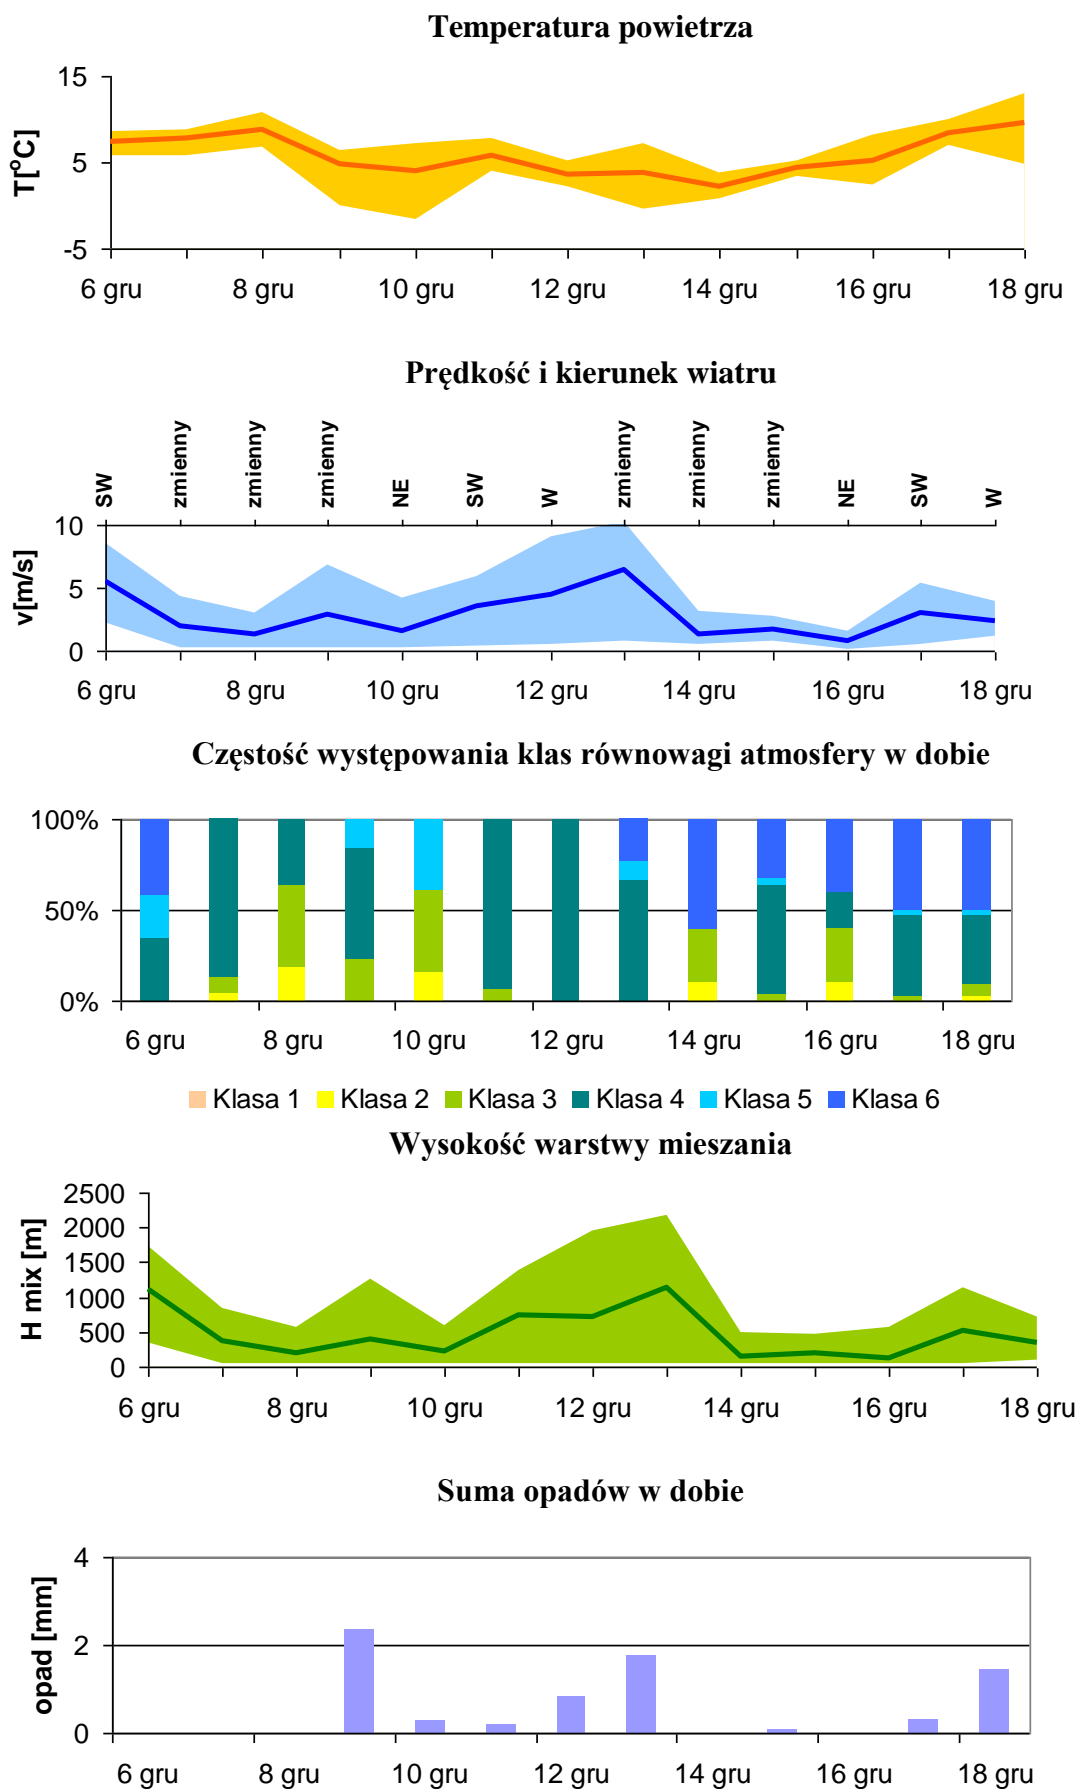 Temperatura powietrza
15
5
-5
T[°C]
6 gru 8 gru 10 gru 12 gru 14 gru 16 gru 18 gru
Prędkość i kierunek wiatru
SW zmienny zmienny zmienny NE SW W zmienny zmienny zmienny NE SW W
10
5
0
v[m/s]
6 gru 8 gru 10 gru 12 gru 14 gru 16 gru 18 gru
Częstość występowania klas równowagi atmosfery w dobie
100%
50%
0%
6 gru 8 gru 10 gru 12 gru 14 gru 16 gru 18 gru
Klasa 1 Klasa 2 Klasa 3 Klasa 4 Klasa 5 Klasa 6
Wysokość warstwy mieszania
2500
2000
1500
1000
500
0
H mix [m]
6 gru 8 gru 10 gru 12 gru 14 gru 16 gru 18 gru
Suma opadów w dobie
4
2
0
opad [mm]
6 gru 8 gru 10 gru 12 gru 14 gru 16 gru 18 gru